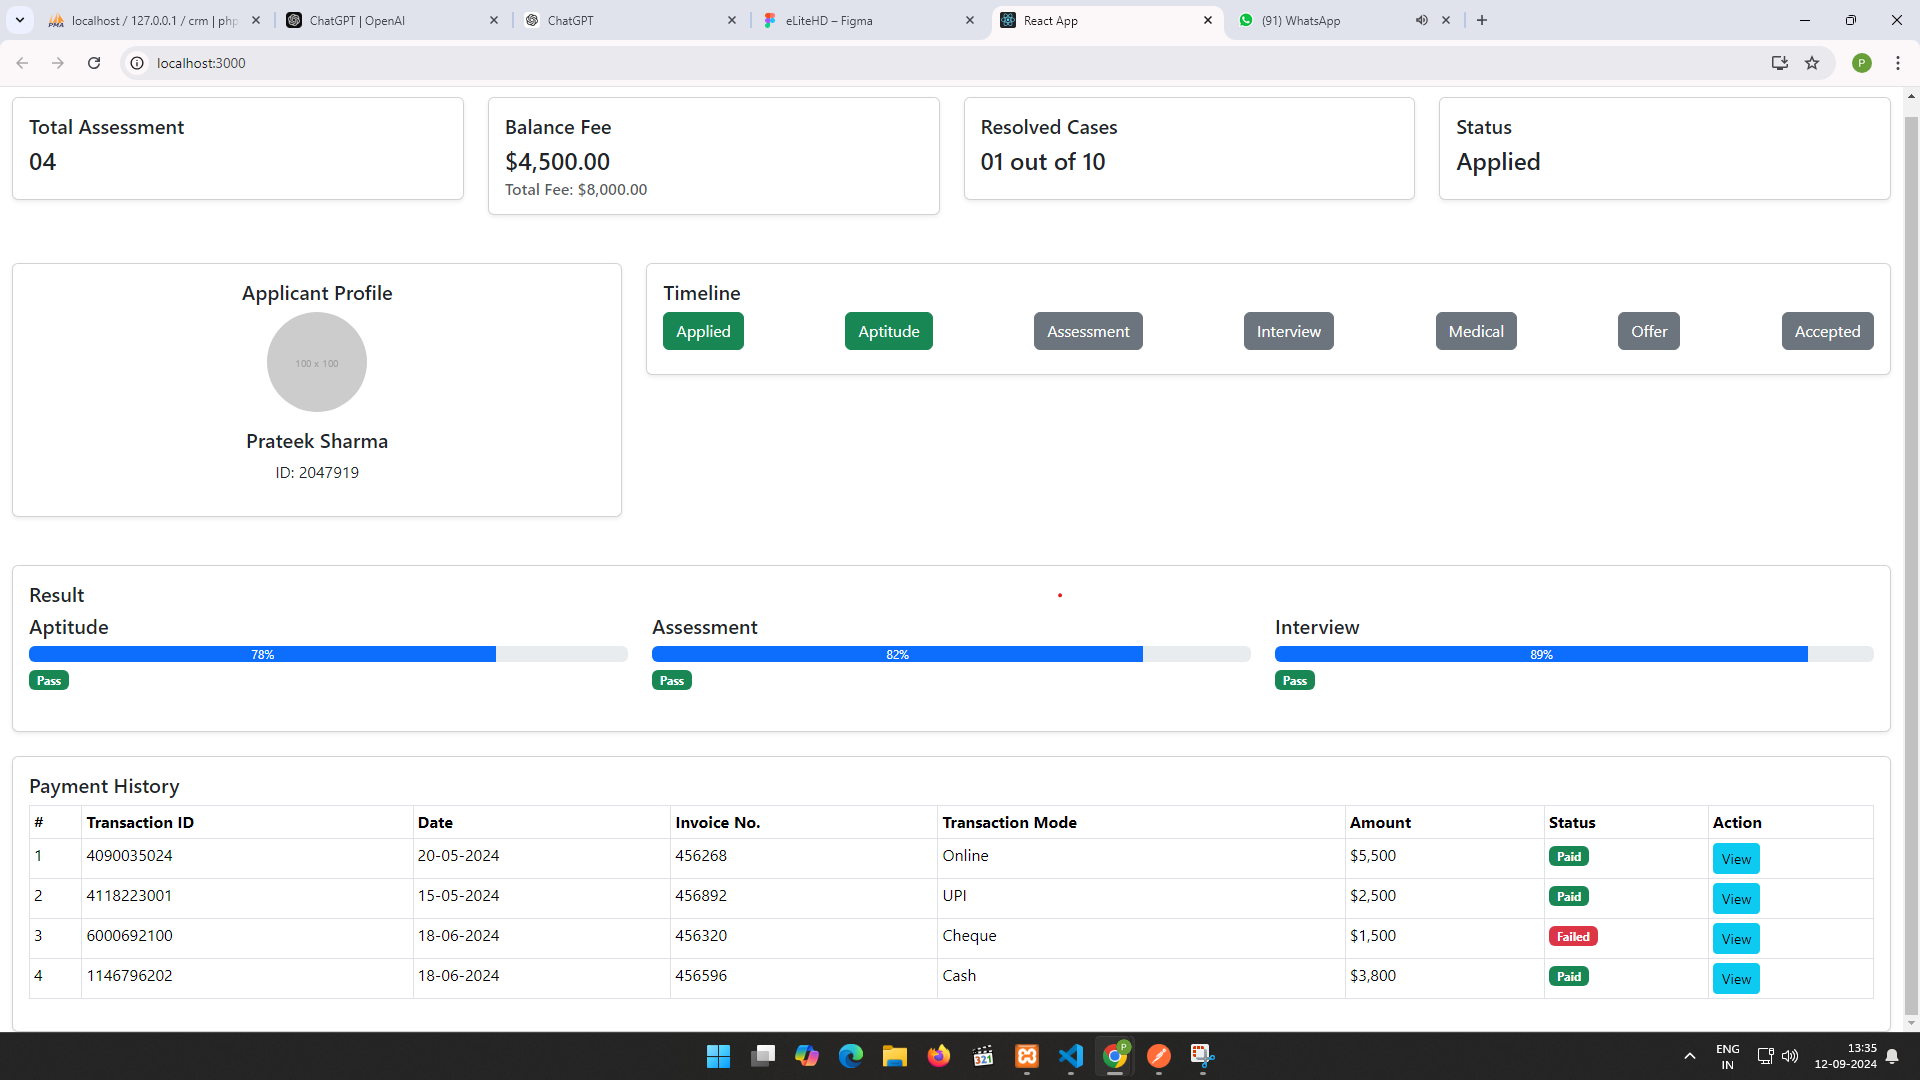 localhost / 127.0.0.1 / crm | php
ChatGPT | OpenAI
ChatGPT
eLiteHD – Figma
React App
(91) WhatsApp
localhost:3000
P
Total Assessment
04
Balance Fee
$4,500.00
Total Fee: $8,000.00
Resolved Cases
01 out of 10
Status
Applied
Applicant Profile
100 x 100
Prateek Sharma
ID: 2047919
Timeline
Applied Aptitude Assessment Interview Medical Offer Accepted
Result
Aptitude
78%
Pass
Assessment
82%
Pass
Interview
89%
Pass
Payment History
# Transaction ID Date Invoice No. Transaction Mode Amount Status Action
1 4090035024 20-05-2024 456268 Online $5,500 Paid View
2 4118223001 15-05-2024 456892 UPI $2,500 Paid View
3 6000692100 18-06-2024 456320 Cheque $1,500 Failed View
4 1146796202 18-06-2024 456596 Cash $3,800 Paid View
321
P
ENG
IN
13:35
12-09-2024